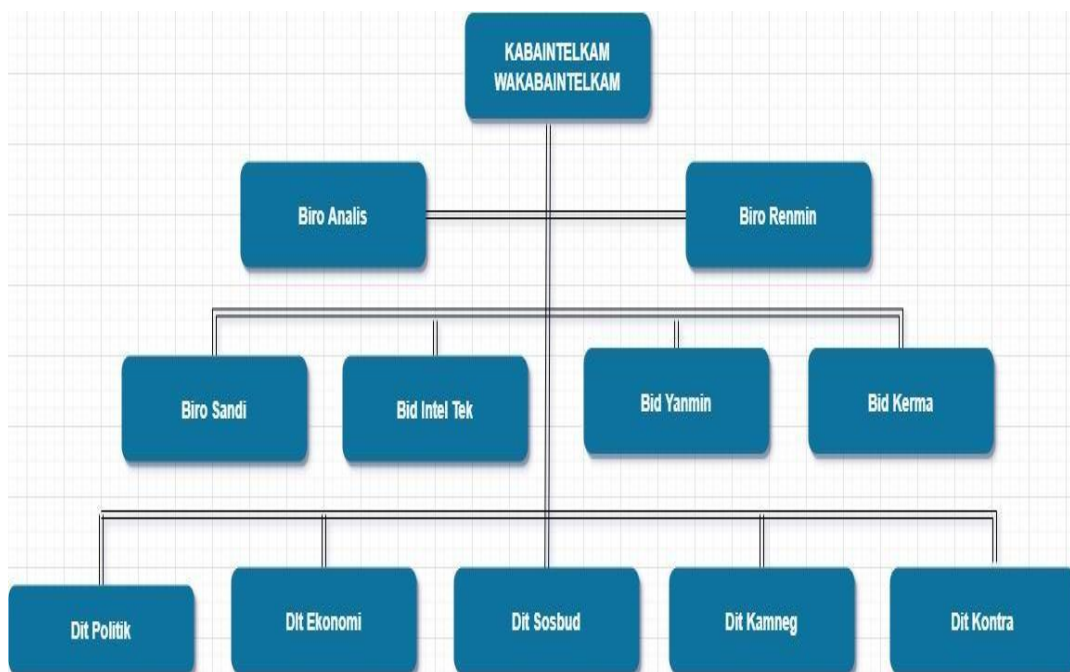 KABAINTELKAM
WAKABAINTELKAM
Biro Analis
Biro Renmin
Biro Sandi
Bid Intel Tek
Bid Yanmin
Bid Kerma
Dit Politik
DIt Ekonomi
Dit Sosbud
Dit Kamneg
Dit Kontra